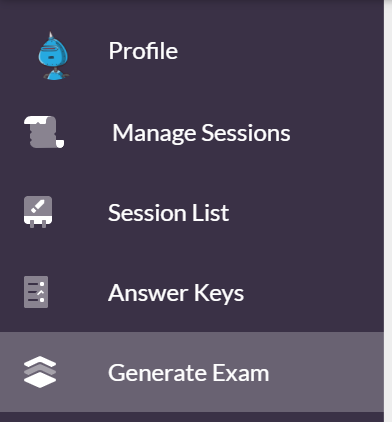 Profile
Manage Sessions
Session List
Answer Keys
Generate Exam